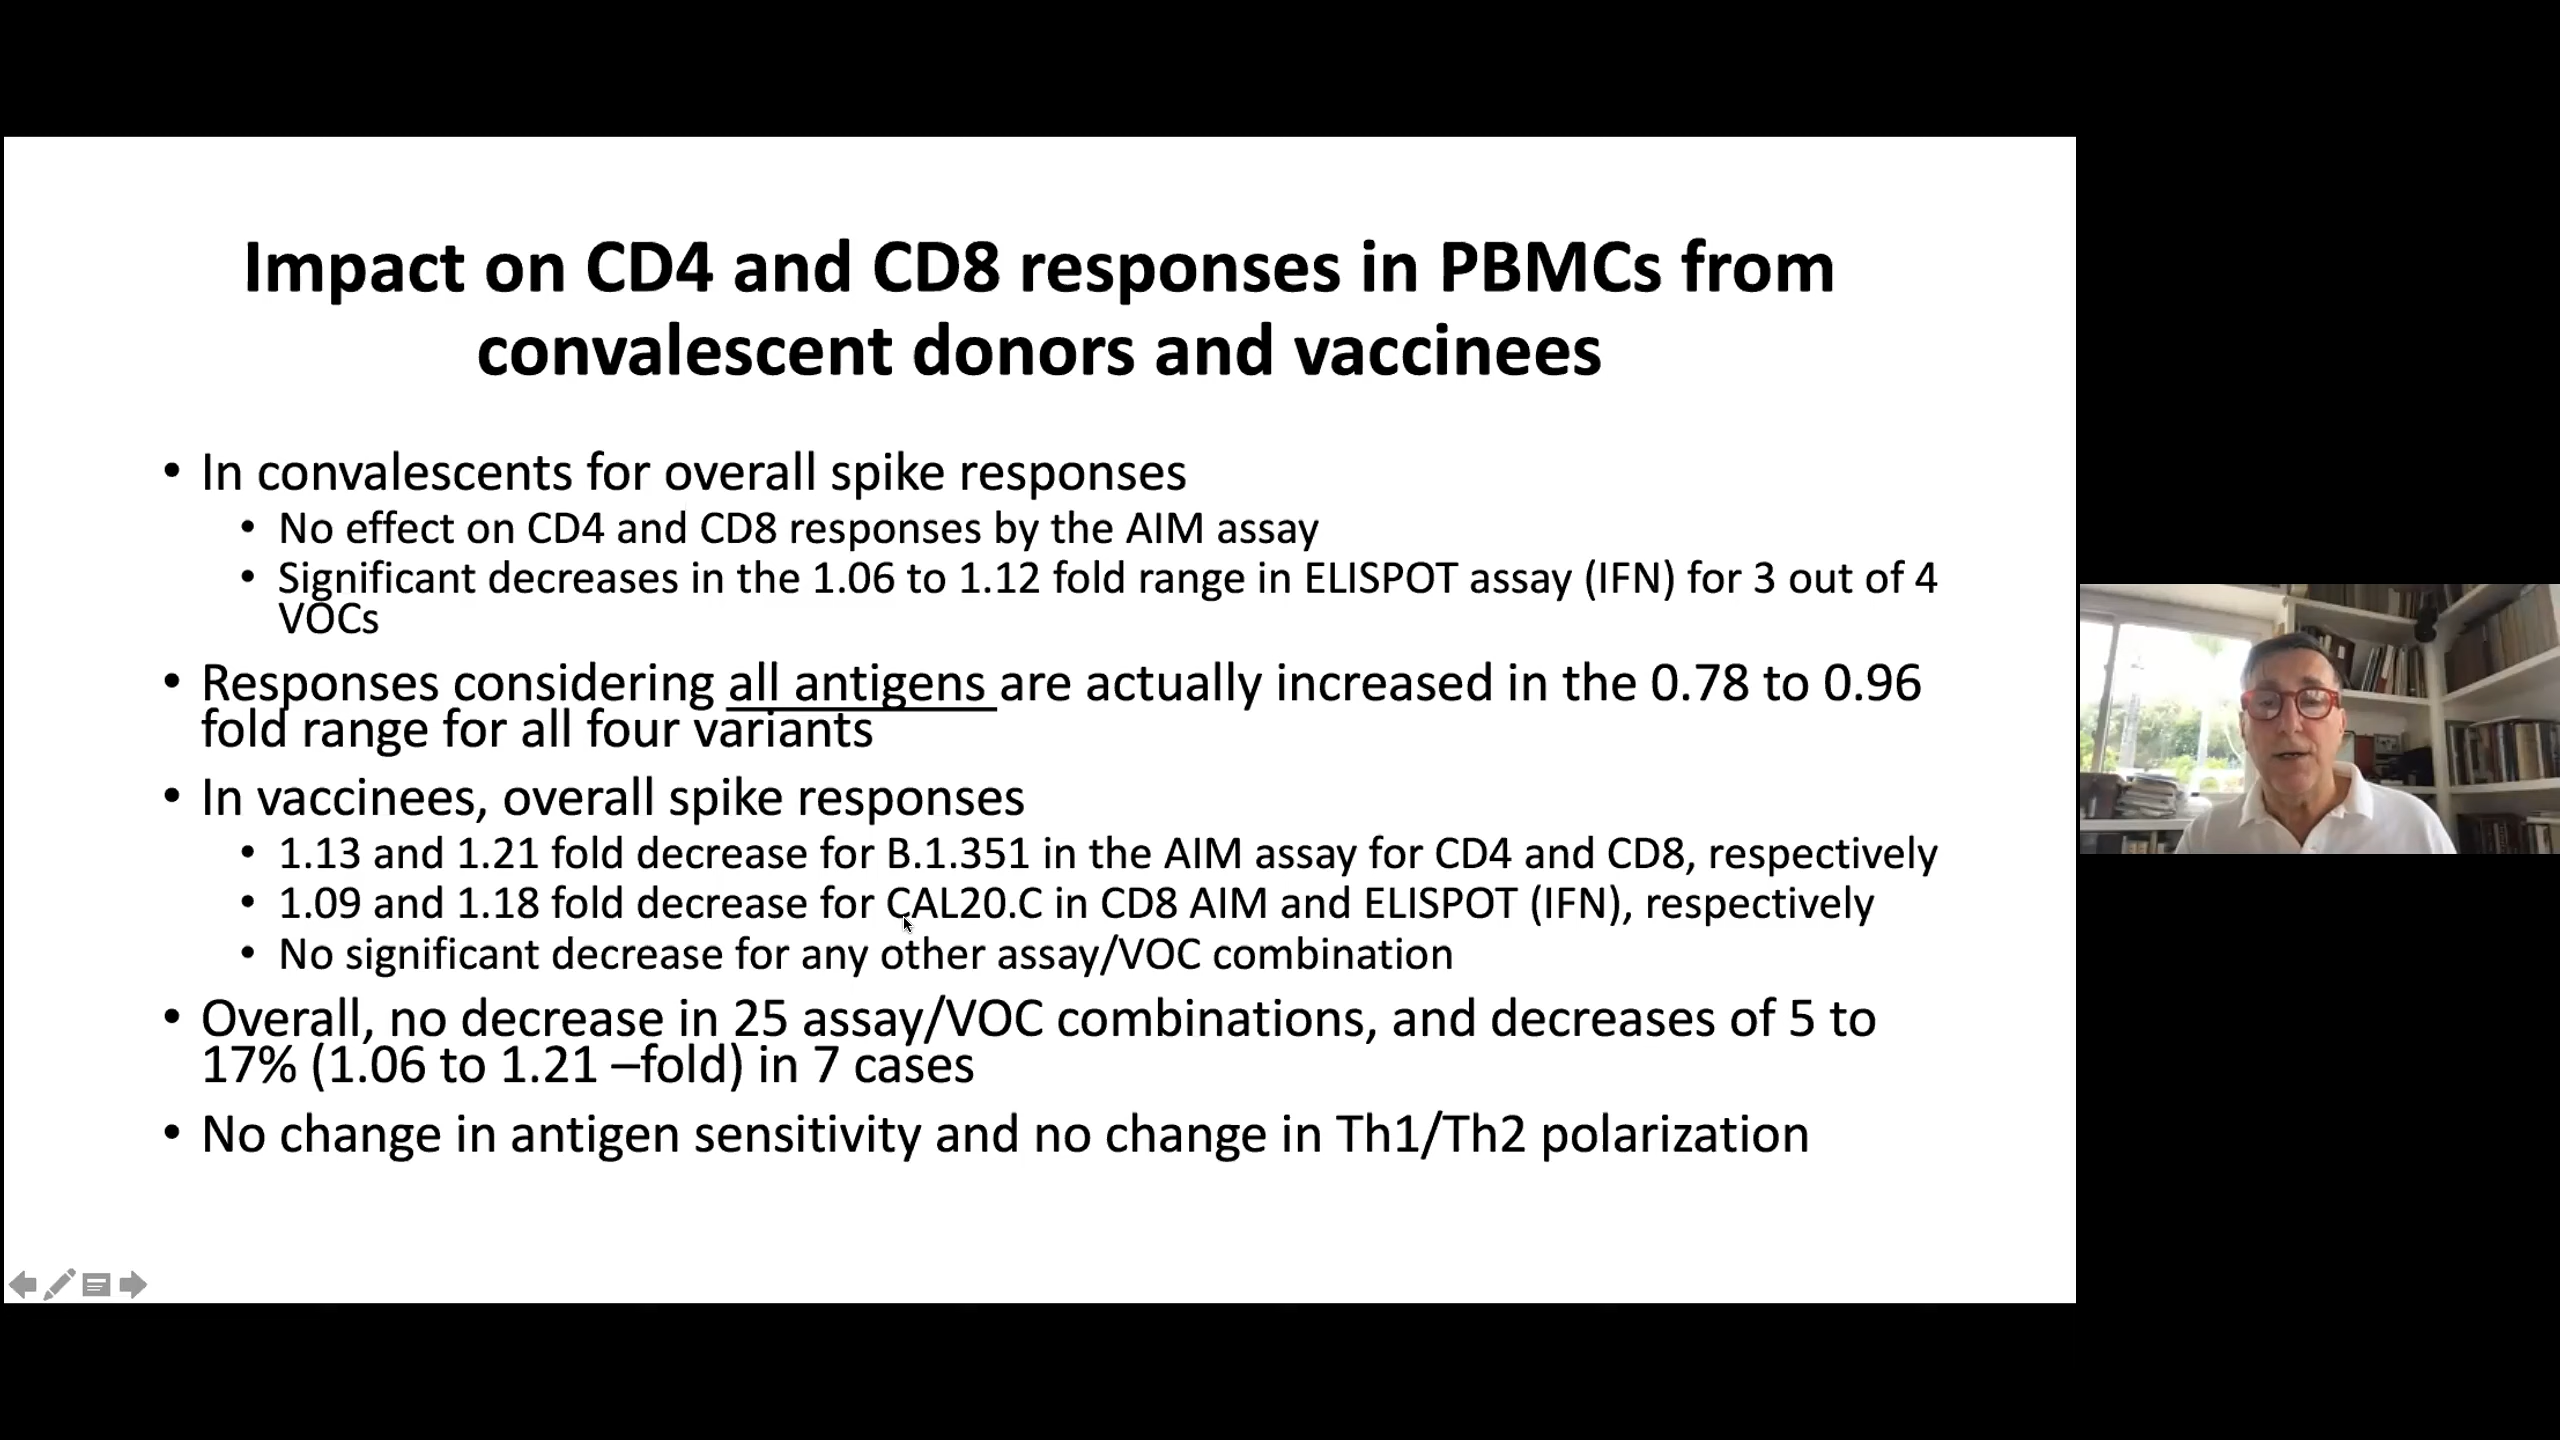 Impact on CD4 and CD8 responses in PBMCs from
convalescent donors and vaccinees
• In convalescents for overall spike responses
• No effect on CD4 and CD8 responses by the AIM assay
• Significant decreases in the 1.06 to 1.12 fold range in ELISPOT assay (IFN) for 3 out of 4
VOCs
• Responses considering all antigens are actually increased in the 0.78 to 0.96
fold range for all four variants
• In vaccinees, overall spike responses
• 1.13 and 1.21 fold decrease for B.1.351 in the AIM assay for CD4 and CD8, respectively
• 1.09 and 1.18 fold decrease for CAL20.C in CD8 AIM and ELISPOT (IFN), respectively
• No significant decrease for any other assay/VOC combination
• Overall, no decrease in 25 assay/VOC combinations, and decreases of 5 to
17% (1.06 to 1.21 –fold) in 7 cases
• No change in antigen sensitivity and no change in Th1/Th2 polarization